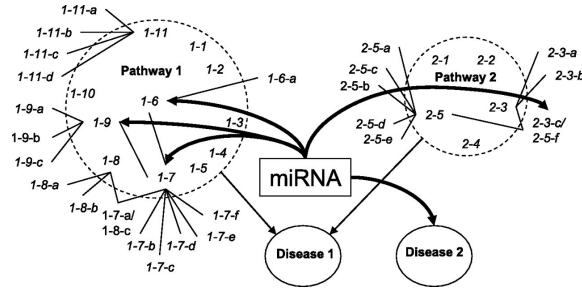 1-11-a
1-11-b
1-11-c
1-11-d
1-11
1-1
Pathway 1
1-2
1-6-a
1-10
1-6
1-9-a
1-9
1-3
1-9-b
1-9-c
1-8
1-4
1-7
1-5
1-8-a
1-8-b
1-7-a/
1-8-c
1-7-b
1-7-c
1-7-d
1-7-e
1-7-f
miRNA
2-5-a
2-5-c
2-5-b
2-5-d
2-5-e
2-1
2-2
Pathway 2
2-3
2-5
2-4
2-3-a
2-3-b
2-3-c/
2-5-f
Disease 1
Disease 2